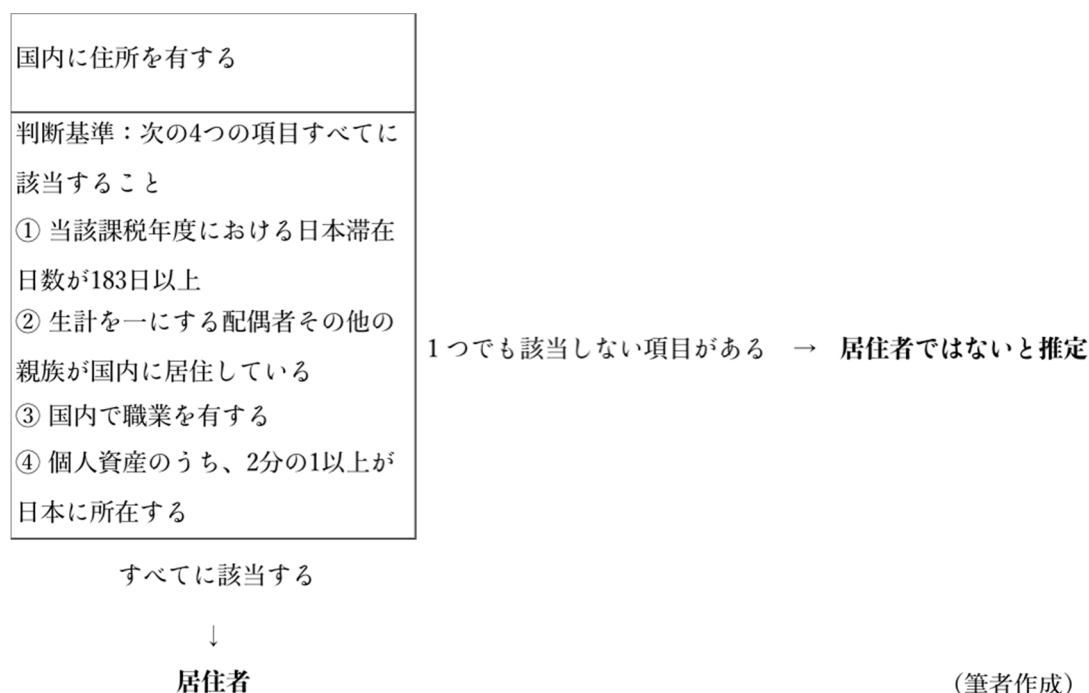 国内に住所を有する
判断基準：次の4つの項目すべてに
該当すること
① 当該課税年度における日本滞在
日数が183日以上
② 生計を一にする配偶者その他の
親族が国内に居住している
③ 国内で職業を有する
④ 個人資産のうち、2分の1以上が
日本に所在する
1つでも該当しない項目がある → 居住者ではないと推定
すべてに該当する
↓
居住者
（筆者作成）